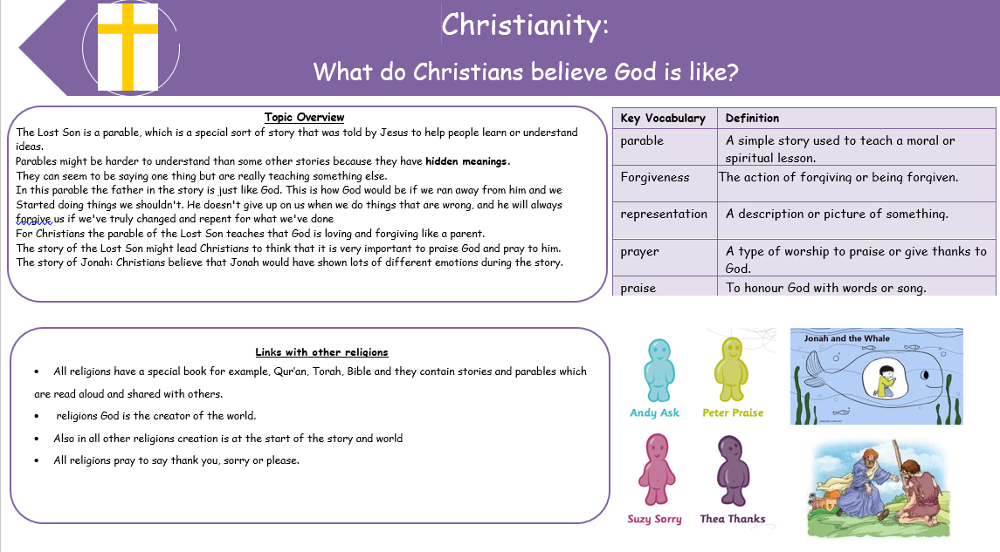 Christianity:
What do Christians believe God is like?
Topic Overview
The Lost Son is a parable, which is a special sort of story that was told by Jesus to help people learn or understand
ideas.
Parables might be harder to understand than some other stories because they have hidden meanings.
They can seem to be saying one thing but are really teaching something else.
In this parable the father in the story is just like God. This is how God would be if we ran away from him and we
Started doing things we shouldn't. He doesn't give up on us when we do things that are wrong, and he will always
forgive us if we've truly changed and repent for what we've done
For Christians the parable of the Lost Son teaches that God is loving and forgiving like a parent.
The story of the Lost Son might lead Christians to think that it is very important to praise God and pray to him.
The story of Jonah: Christians believe that Jonah would have shown lots of different emotions during the story.
Key Vocabulary Definition
parable A simple story used to teach a moral or
spiritual lesson.
Forgiveness The action of forgiving or being forgiven.
representation A description or picture of something.
prayer A type of worship to praise or give thanks to
God.
praise To honour God with words or song.
Links with other religions
• All religions have a special book for example, Qur'an, Torah, Bible and they contain stories and parables which
are read aloud and shared with others.
• religions God is the creator of the world.
• Also in all other religions creation is at the start of the story and world
• All religions pray to say thank you, sorry or please.
Andy Ask
Peter Praise
Suzy Sorry
Thea Thanks
Jonah and the Whale